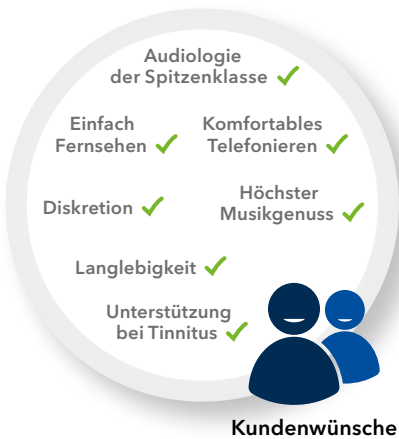 Audiologie
der Spitzenklasse
Einfach
Fernsehen
Komfortables
Telefonieren
Diskretion
Höchster
Musikgenuss
Langlebigkeit
Unterstützung
bei Tinnitus
Kundenwünsche